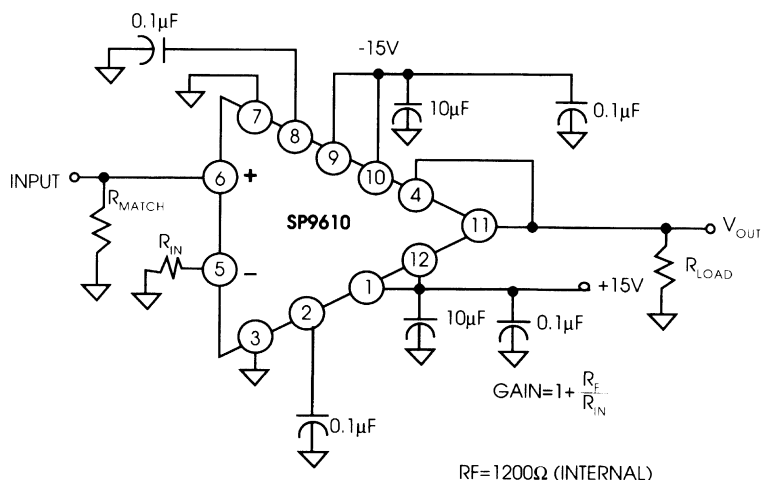 0.1µF
-15V
10µF
0.1µF
7
8
9
10
4
INPUT
6
+
R_MATCH
SP9610
11
V_OUT
R_IN
5
−
12
R_LOAD
1
+15V
2
10µF
0.1µF
3
GAIN=1+ R_F/R_IN
0.1µF
RF=1200Ω (INTERNAL)